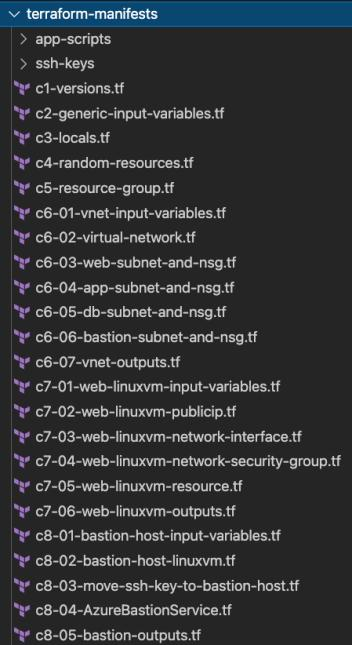 terraform-manifests
app-scripts
ssh-keys
c1-versions.tf
c2-generic-input-variables.tf
c3-locals.tf
c4-random-resources.tf
c5-resource-group.tf
c6-01-vnet-input-variables.tf
c6-02-virtual-network.tf
c6-03-web-subnet-and-nsg.tf
c6-04-app-subnet-and-nsg.tf
c6-05-db-subnet-and-nsg.tf
c6-06-bastion-subnet-and-nsg.tf
c6-07-vnet-outputs.tf
c7-01-web-linuxvm-input-variables.tf
c7-02-web-linuxvm-publicip.tf
c7-03-web-linuxvm-network-interface.tf
c7-04-web-linuxvm-network-security-group.tf
c7-05-web-linuxvm-resource.tf
c7-06-web-linuxvm-outputs.tf
c8-01-bastion-host-input-variables.tf
c8-02-bastion-host-linuxvm.tf
c8-03-move-ssh-key-to-bastion-host.tf
c8-04-AzureBastionService.tf
c8-05-bastion-outputs.tf